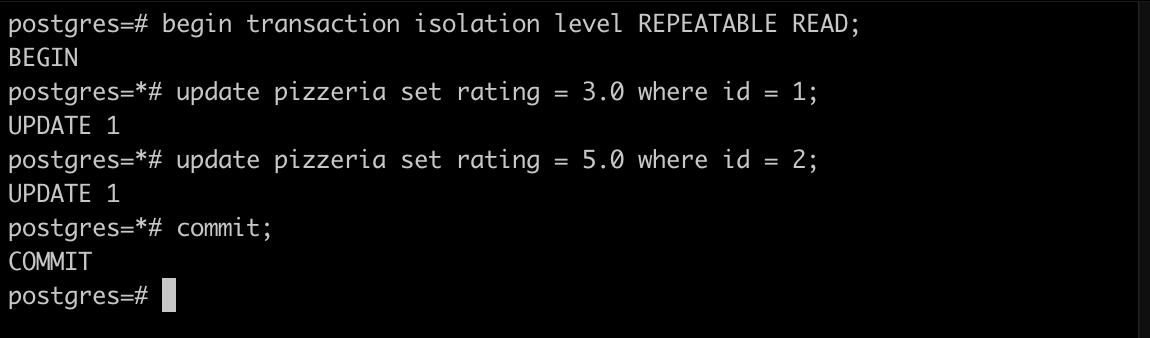 postgres=# begin transaction isolation level REPEATABLE READ;
BEGIN
postgres=*# update pizzeria set rating = 3.0 where id = 1;
UPDATE 1
postgres=*# update pizzeria set rating = 5.0 where id = 2;
UPDATE 1
postgres=*# commit;
COMMIT
postgres=#